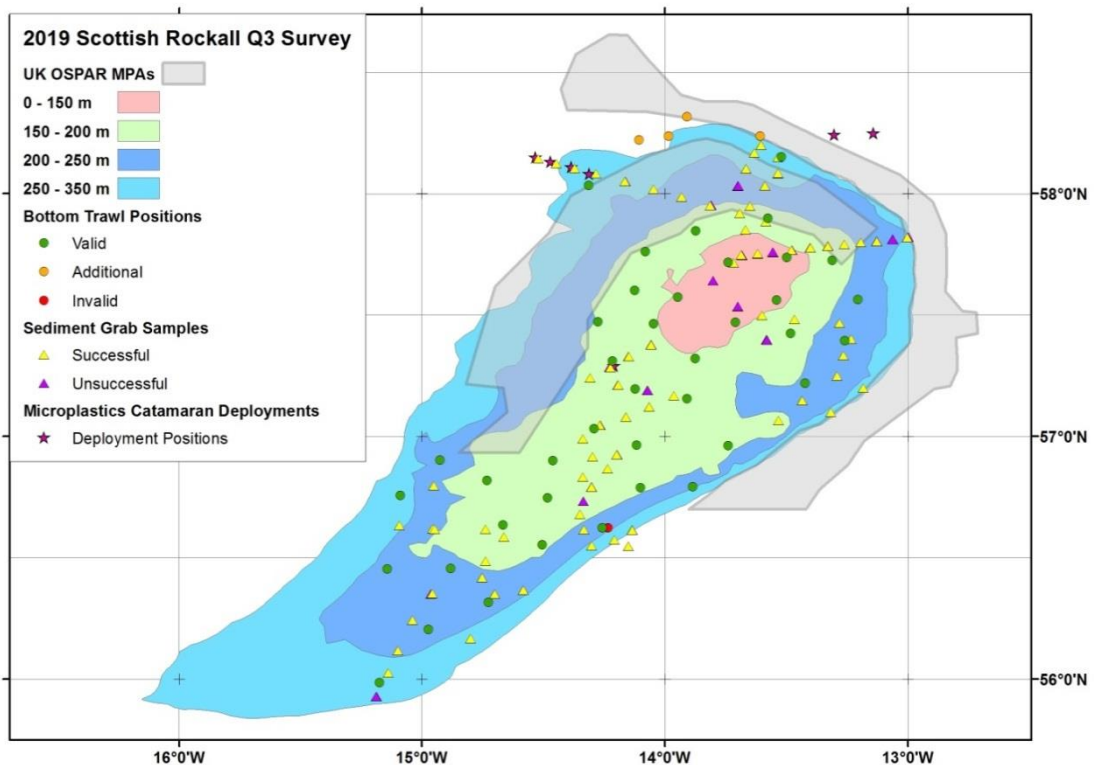 2019 Scottish Rockall Q3 Survey
UK OSPAR MPAs
0 - 150 m
150 - 200 m
200 - 250 m
250 - 350 m
Bottom Trawl Positions
Valid
Additional
Invalid
Sediment Grab Samples
Successful
Unsuccessful
Microplastics Catamaran Deployments
Deployment Positions
58°0'N
57°0'N
56°0'N
16°0'W 15°0'W 14°0'W 13°0'W